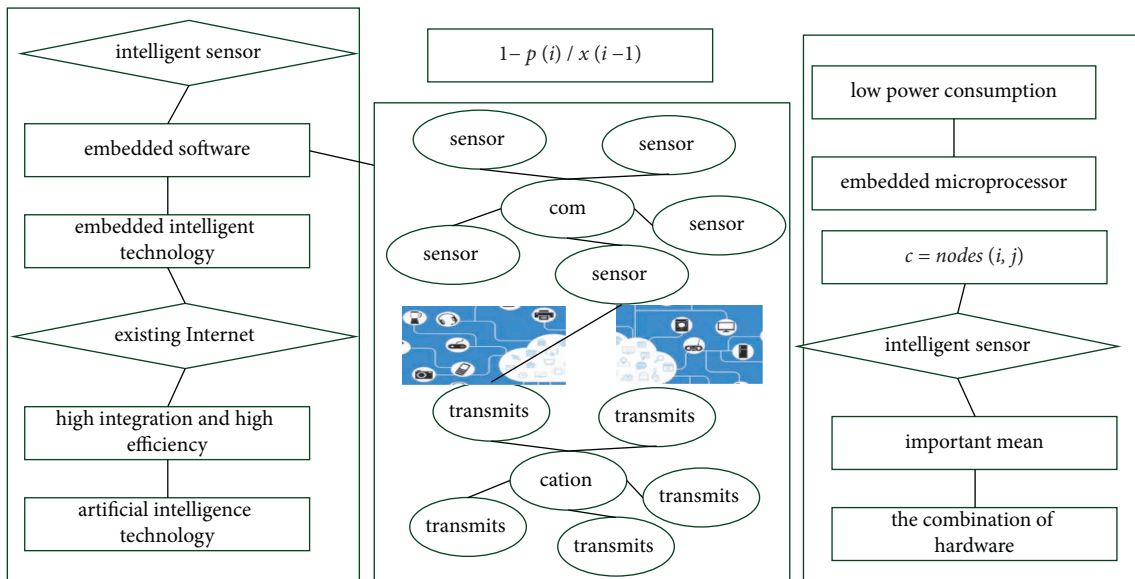 intelligent sensor
embedded software
embedded intelligent
technology
existing Internet
high integration and high
efficiency
artificial intelligence
technology
1– p (i) / x (i –1)
sensor
sensor
com
sensor
sensor
sensor
transmits
transmits
cation
transmits
transmits
transmits
low power consumption
embedded microprocessor
c = nodes (i, j)
intelligent sensor
important mean
the combination of
hardware